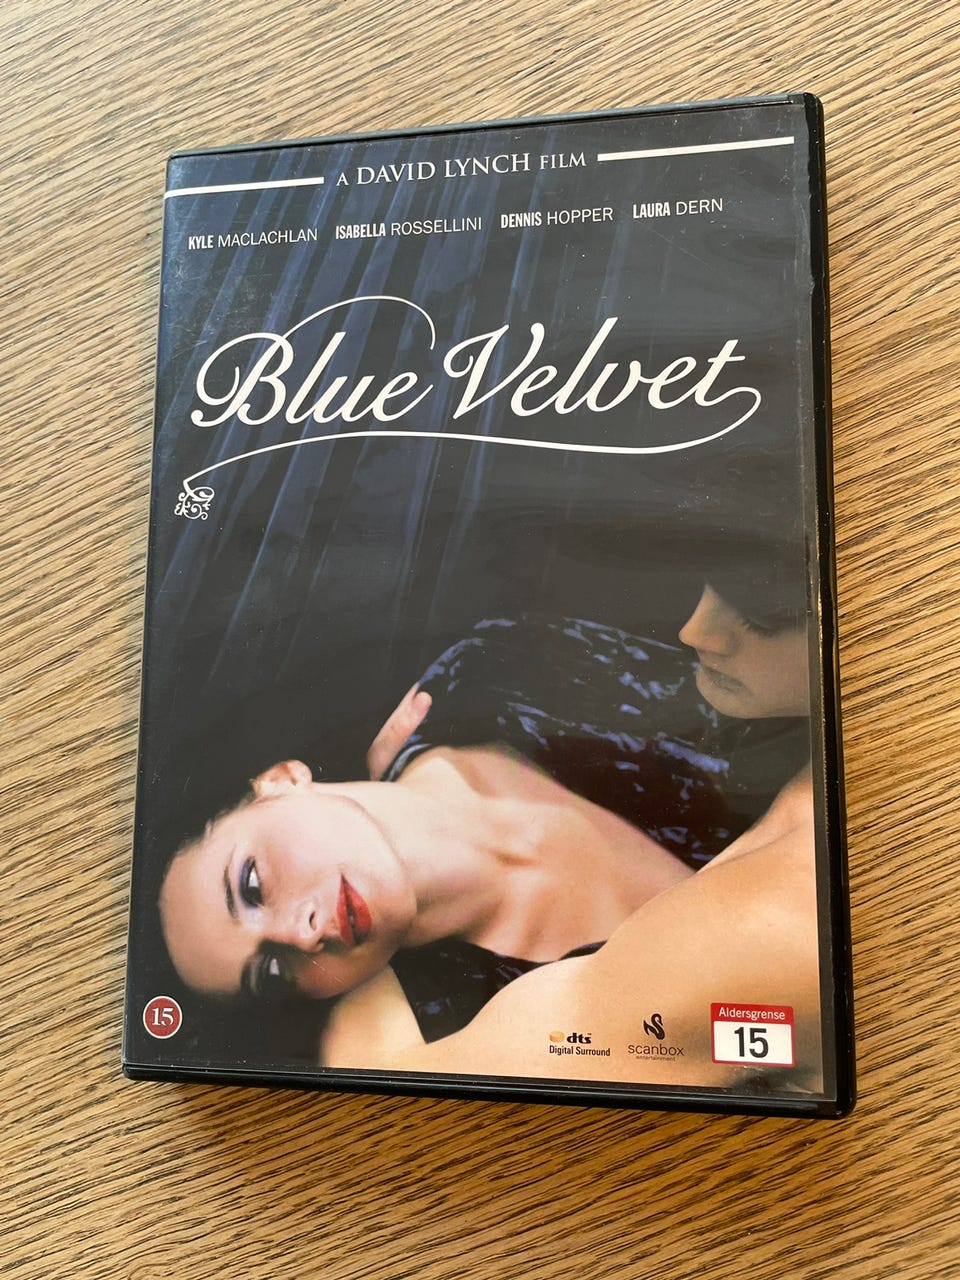 A DAVID LYNCH FILM
KYLE MACLACHLAN ISABELLA ROSSELLINI DENNIS HOPPER LAURA DERN
Blue Velvet
15
dts
Digital Surround
scanbox
entertainment
Aldersgrense
15